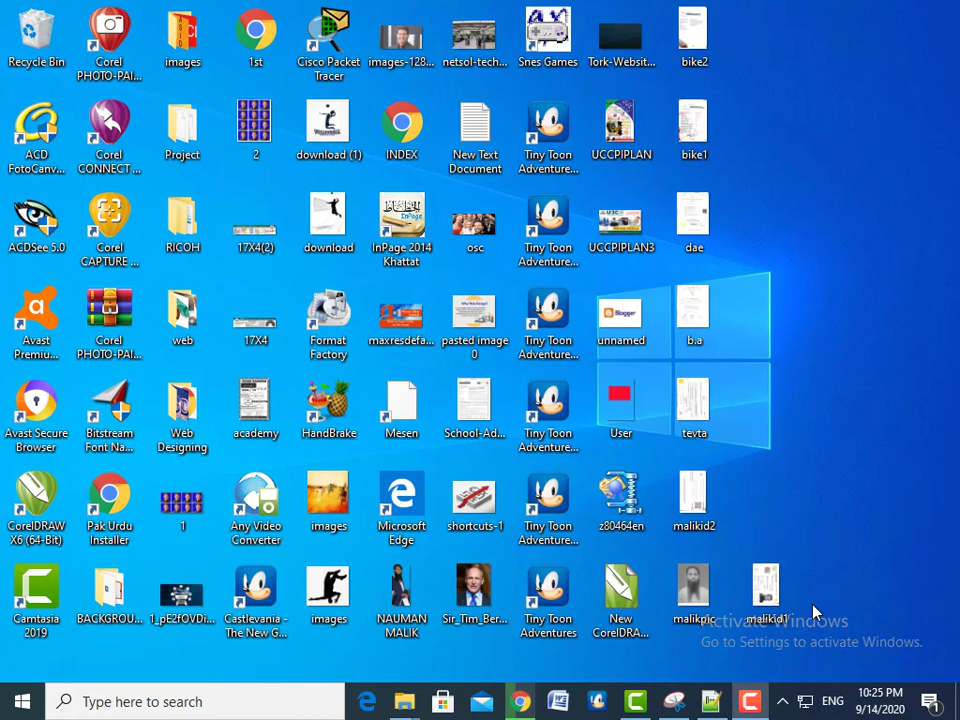 Recycle Bin
Corel
PHOTO-PAI...
images
1st
Cisco Packet
Tracer
images-128...
netsol-tech...
Snes Games
Tork-Websit...
bike2
ACD
FotoCanv...
Corel
CONNECT ...
Project
2
download (1)
INDEX
New Text
Document
Tiny Toon
Adventure...
UCCPIPLAN
bike1
ACDSee 5.0
Corel
CAPTURE ...
RICOH
17X4(2)
download
InPage 2014
Khattat
osc
Tiny Toon
Adventure...
UCCPIPLAN3
dae
Avast
Premiu...
Corel
PHOTO-PAI...
web
17X4
Format
Factory
maxresdefa...
pasted image
0
Tiny Toon
Adventure...
unnamed
b.a
Avast Secure
Browser
Bitstream
Font Na...
Web
Designing
academy
HandBrake
Mesen
School-Ad...
Tiny Toon
Adventure...
User
tevta
CorelDRAW
X6 (64-Bit)
Pak Urdu
Installer
1
Any Video
Converter
images
Microsoft
Edge
shortcuts-1
Tiny Toon
Adventure...
z80464en
malikid2
Camtasia
2019
BACKGROU...
1_pE2fOVDi...
Castlevania -
The New G...
images
NAUMAN
MALIK
Sir_Tim_Ber...
Tiny Toon
Adventures
New
CorelDRA...
malikpic
malikid1
Activate Windows
Go to Settings to activate Windows.
Type here to search
ENG
10:25 PM
9/14/2020
1